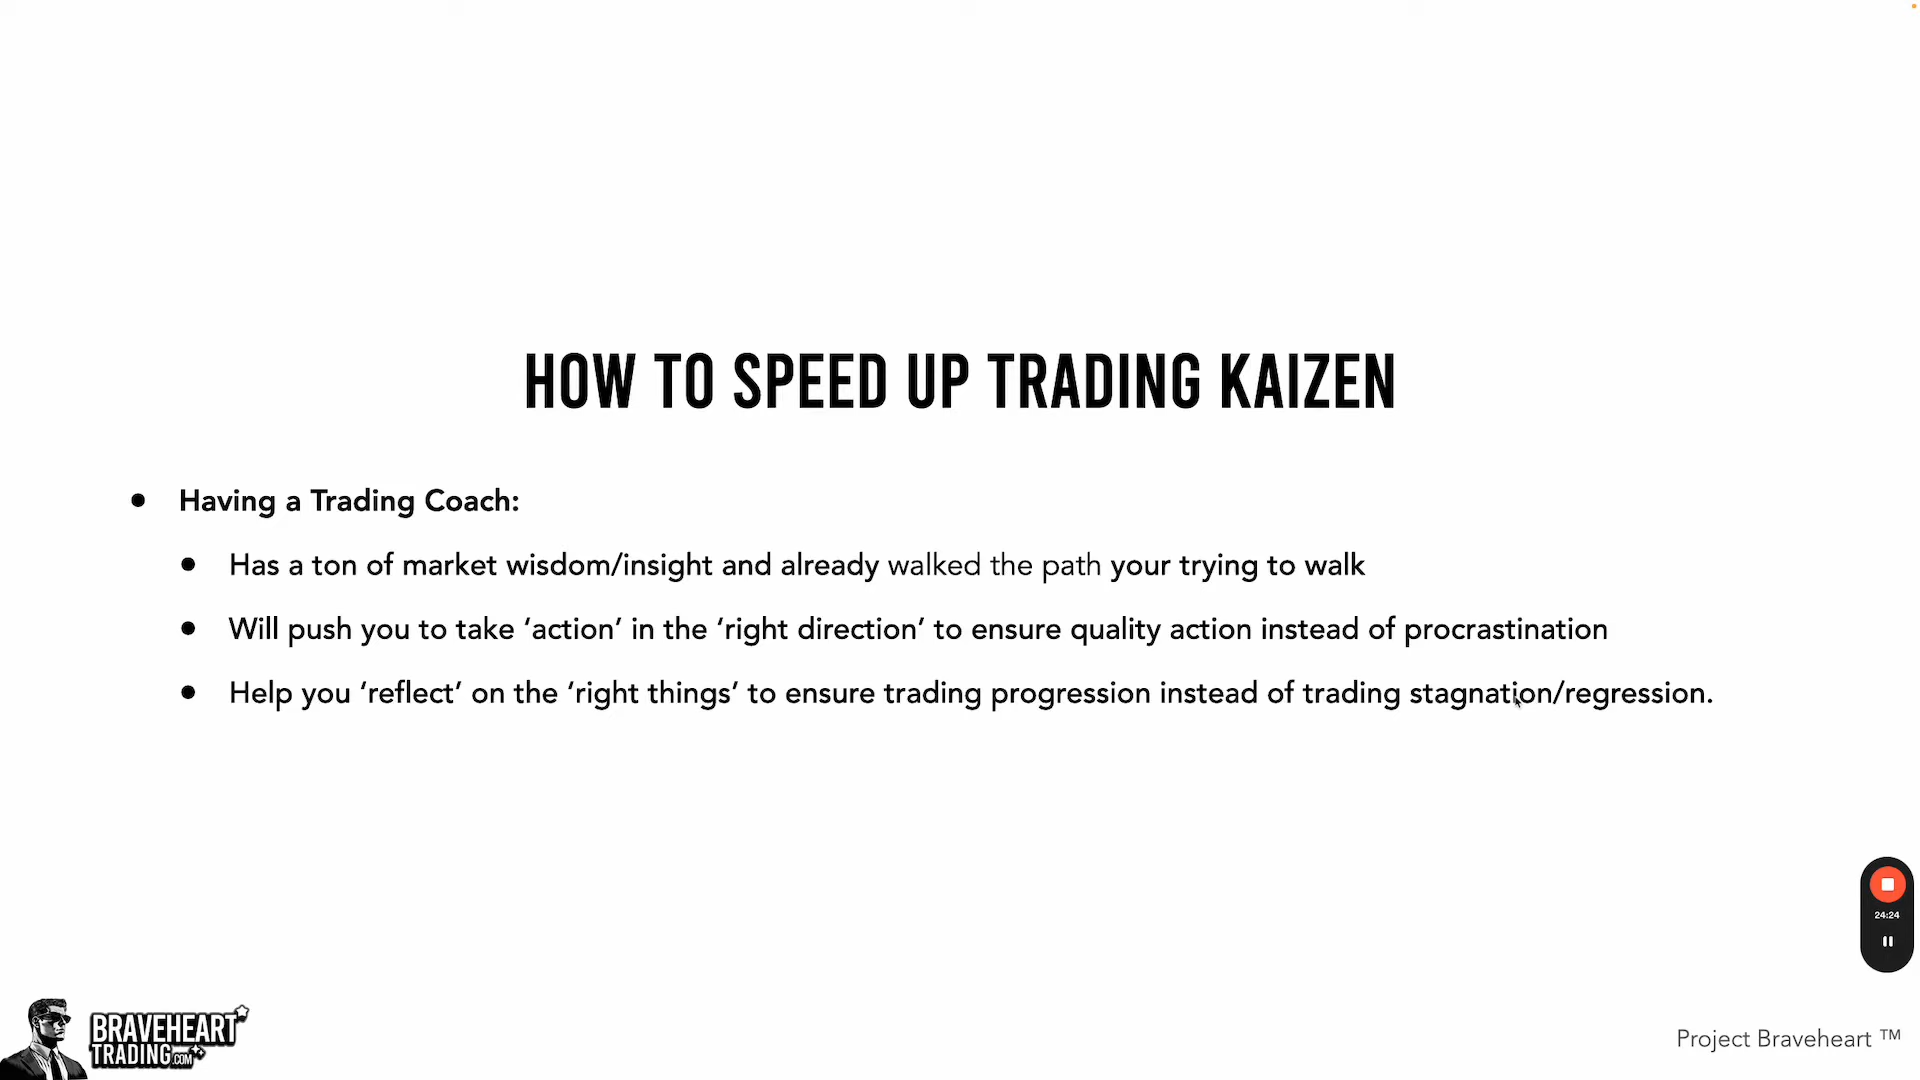 HOW TO SPEED UP TRADING KAIZEN
• Having a Trading Coach:
• Has a ton of market wisdom/insight and already walked the path your trying to walk
• Will push you to take ‘action’ in the ‘right direction’ to ensure quality action instead of procrastination
• Help you ‘reflect’ on the ‘right things’ to ensure trading progression instead of trading stagnation/regression.
24:24
BRAVEHEART
TRADING.COM
Project Braveheart ™